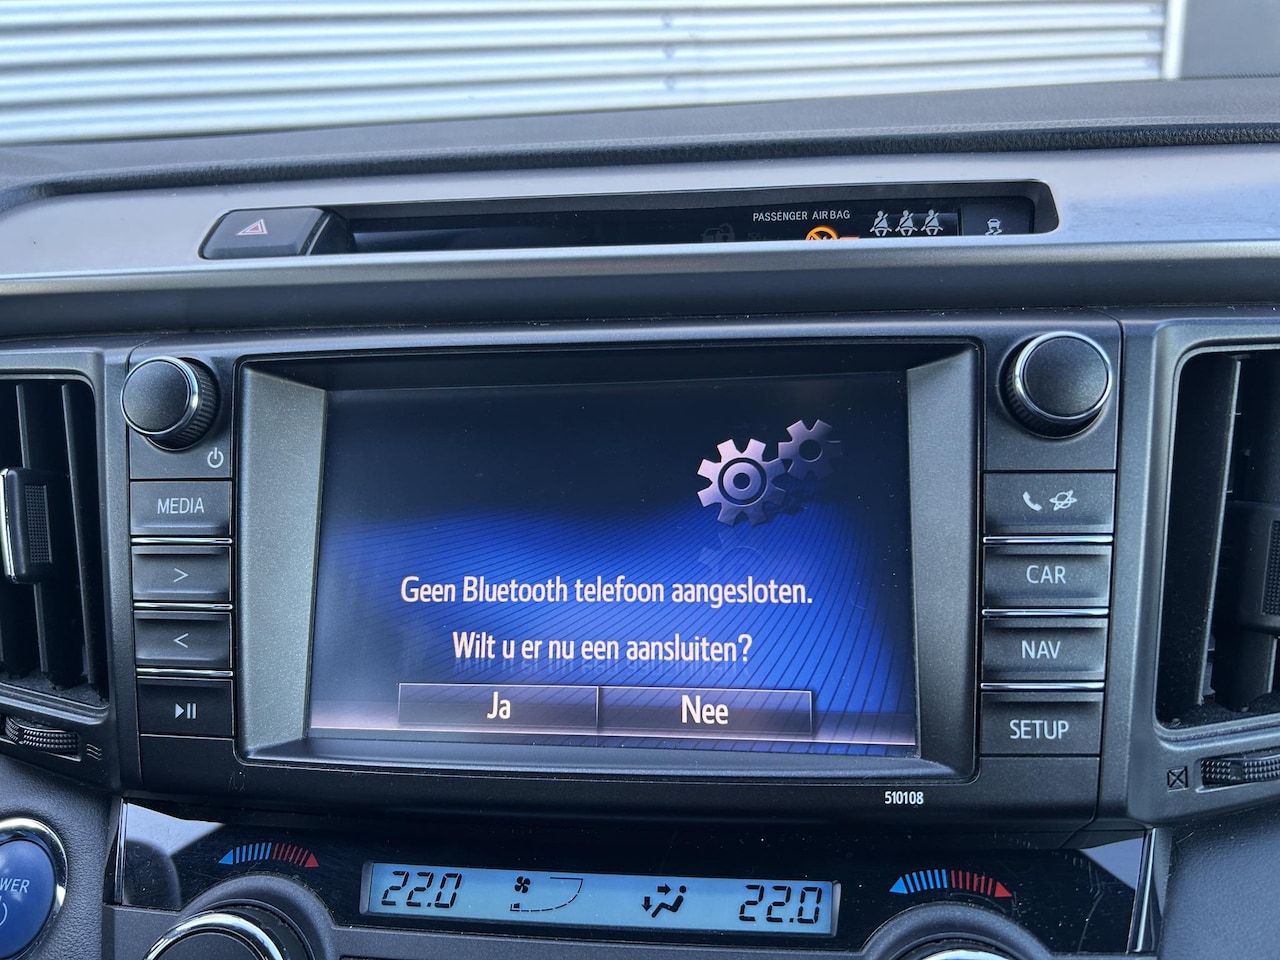 PASSENGER AIR BAG
MEDIA
>
<
Geen Bluetooth telefoon aangesloten.
Wilt u er nu een aansluiten?
Ja
Nee
CAR
NAV
SETUP
510108
22.0
22.0